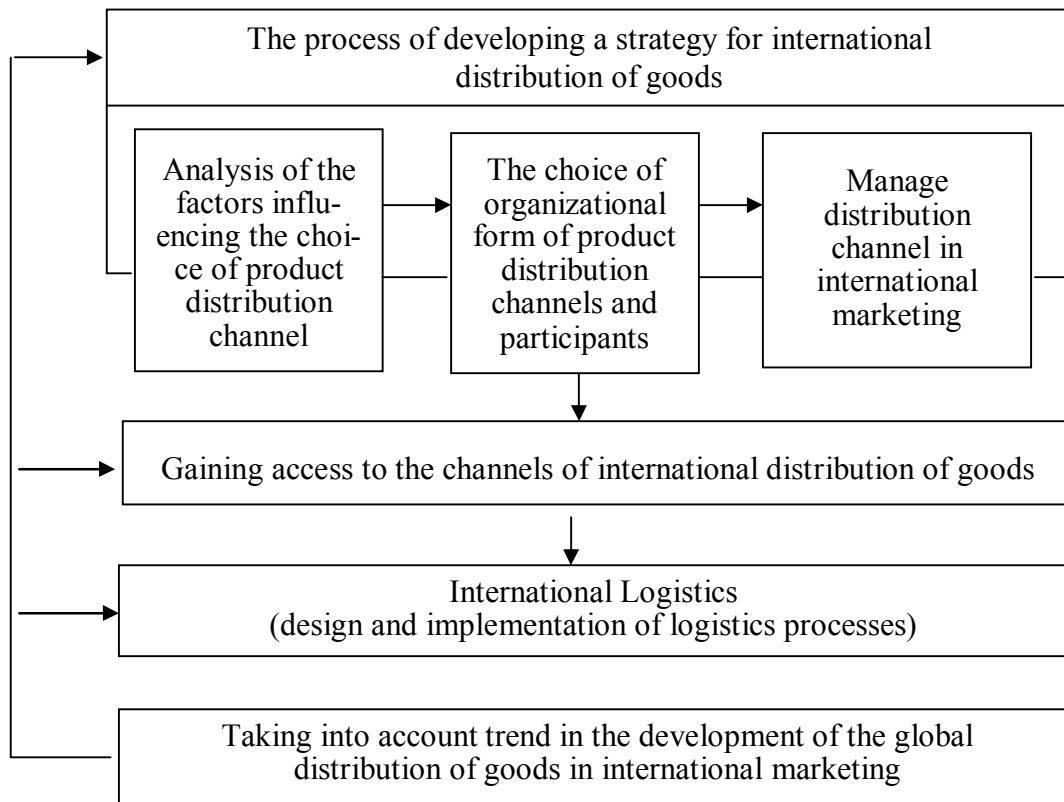 The process of developing a strategy for international
distribution of goods
Analysis of the
factors influ-
encing the choi-
ce of product
distribution
channel
The choice of
organizational
form of product
distribution
channels and
participants
Manage
distribution
channel in
international
marketing
Gaining access to the channels of international distribution of goods
International Logistics
(design and implementation of logistics processes)
Taking into account trend in the development of the global
distribution of goods in international marketing